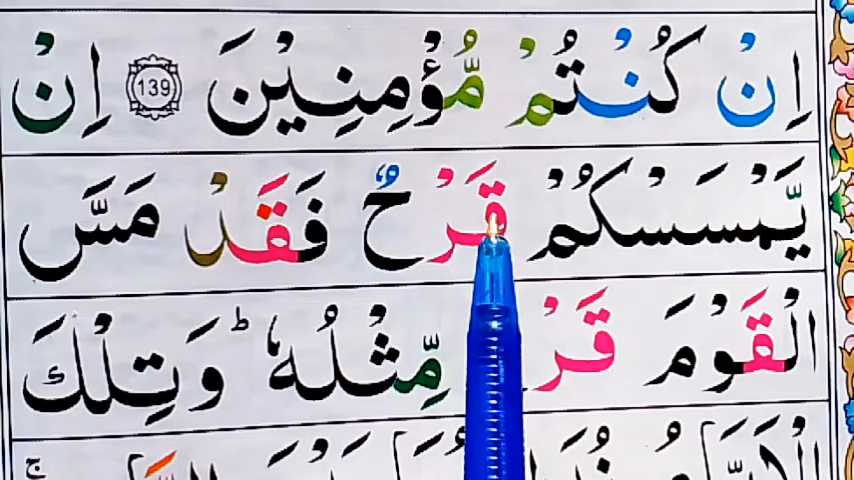 اِنْ كُنْتُمْ مُّؤْمِنِيْنَ ﴿139﴾ اِنْ
يَّمْسَسْكُمْ قَرْحٌ فَقَدْ مَسَّ
الْقَوْمَ قَرْ مِّثْلُهٗ ؕ وَتِلْكَ